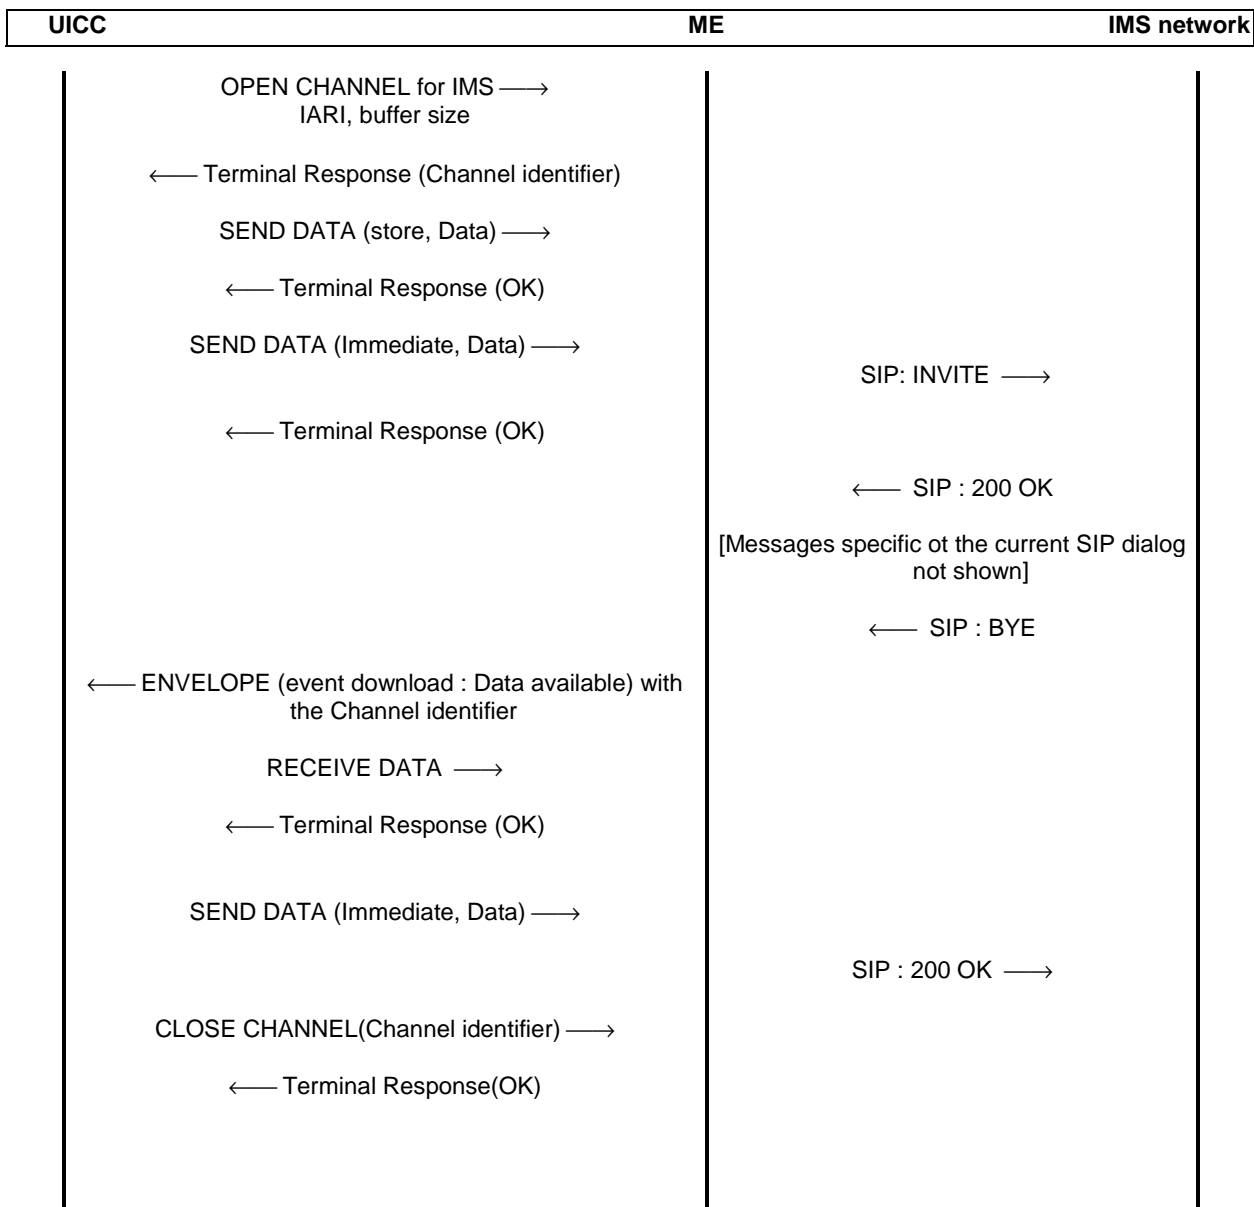 UICC ME IMS network
OPEN CHANNEL for IMS ⟶
IARI, buffer size
⟵ Terminal Response (Channel identifier)
SEND DATA (store, Data) ⟶
⟵ Terminal Response (OK)
SEND DATA (Immediate, Data) ⟶
SIP: INVITE ⟶
⟵ Terminal Response (OK)
⟵ SIP : 200 OK
[Messages specific ot the current SIP dialog
not shown]
⟵ SIP : BYE
⟵ ENVELOPE (event download : Data available) with
the Channel identifier
RECEIVE DATA ⟶
⟵ Terminal Response (OK)
SEND DATA (Immediate, Data) ⟶
SIP : 200 OK ⟶
CLOSE CHANNEL(Channel identifier) ⟶
⟵ Terminal Response(OK)